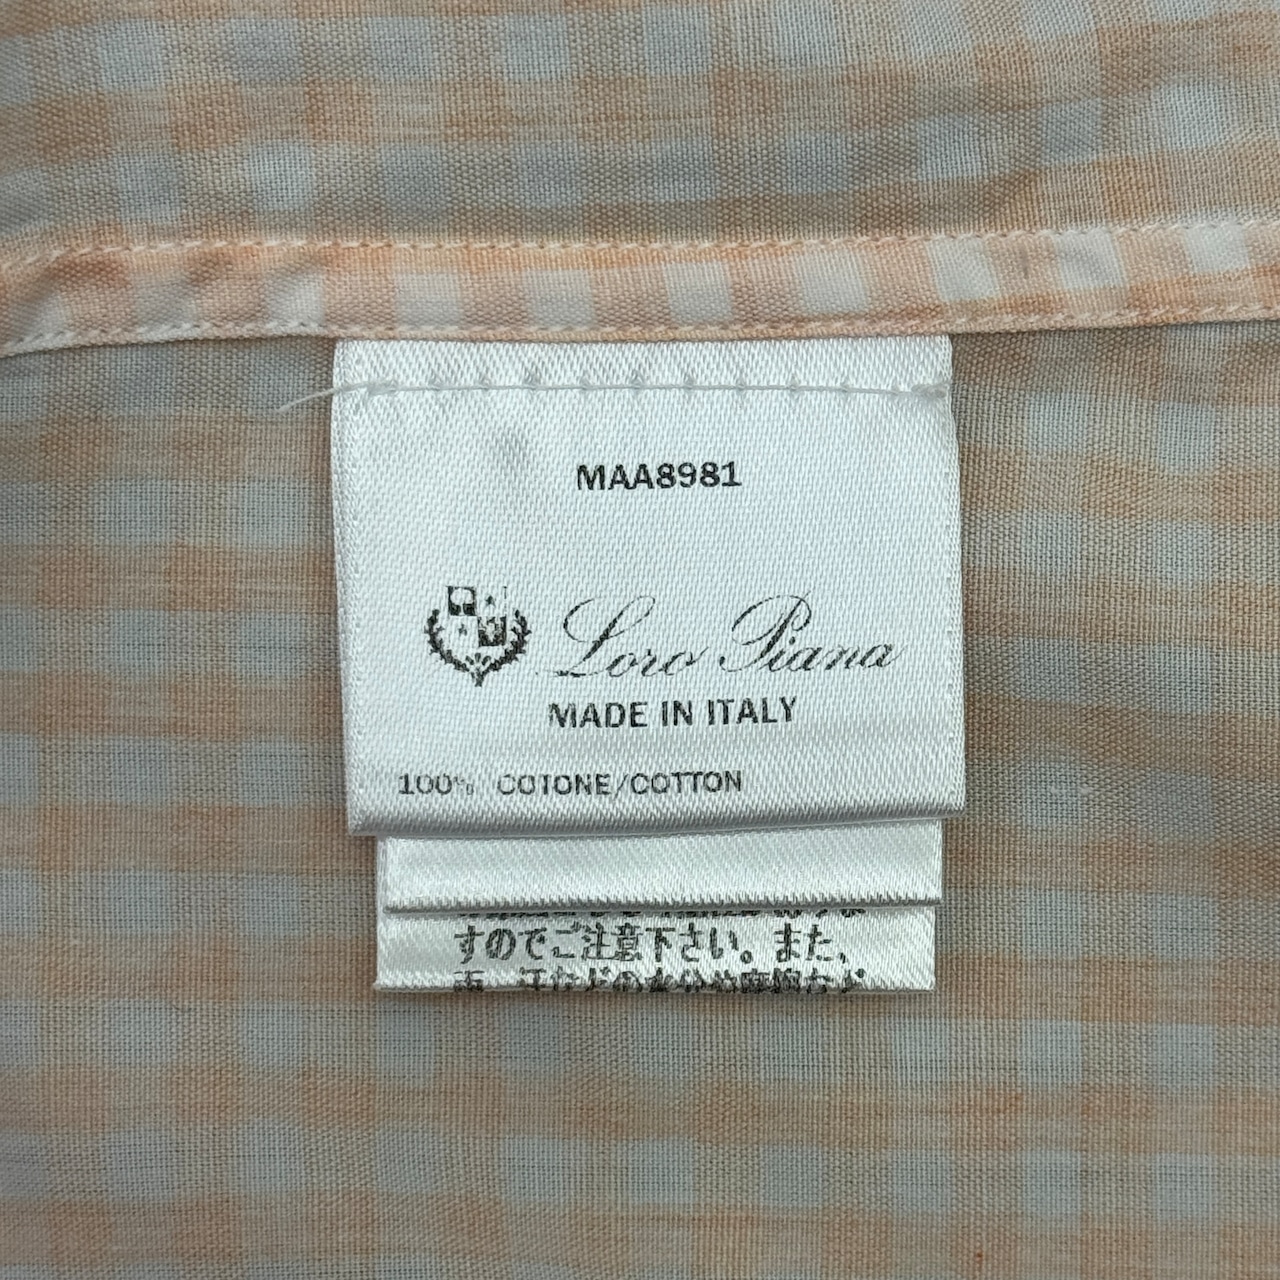 MAA8981
Loro Piana
MADE IN ITALY
100% COTONE/COTTON
すのでご注意下さい。また、